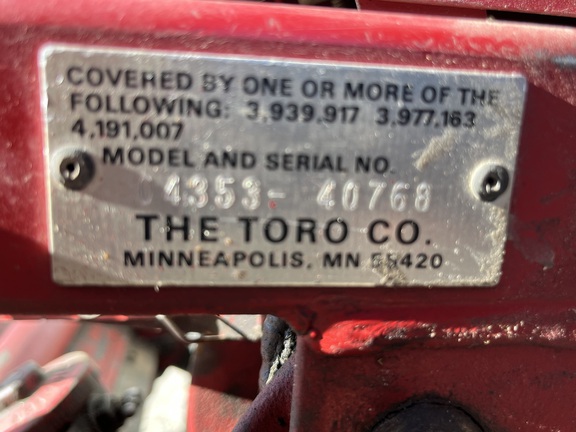 COVERED BY ONE OR MORE OF THE
FOLLOWING: 3,939,917 3,977,163
4,191,007
MODEL AND SERIAL NO.
04353- 40768
THE TORO CO.
MINNEAPOLIS, MN 55420